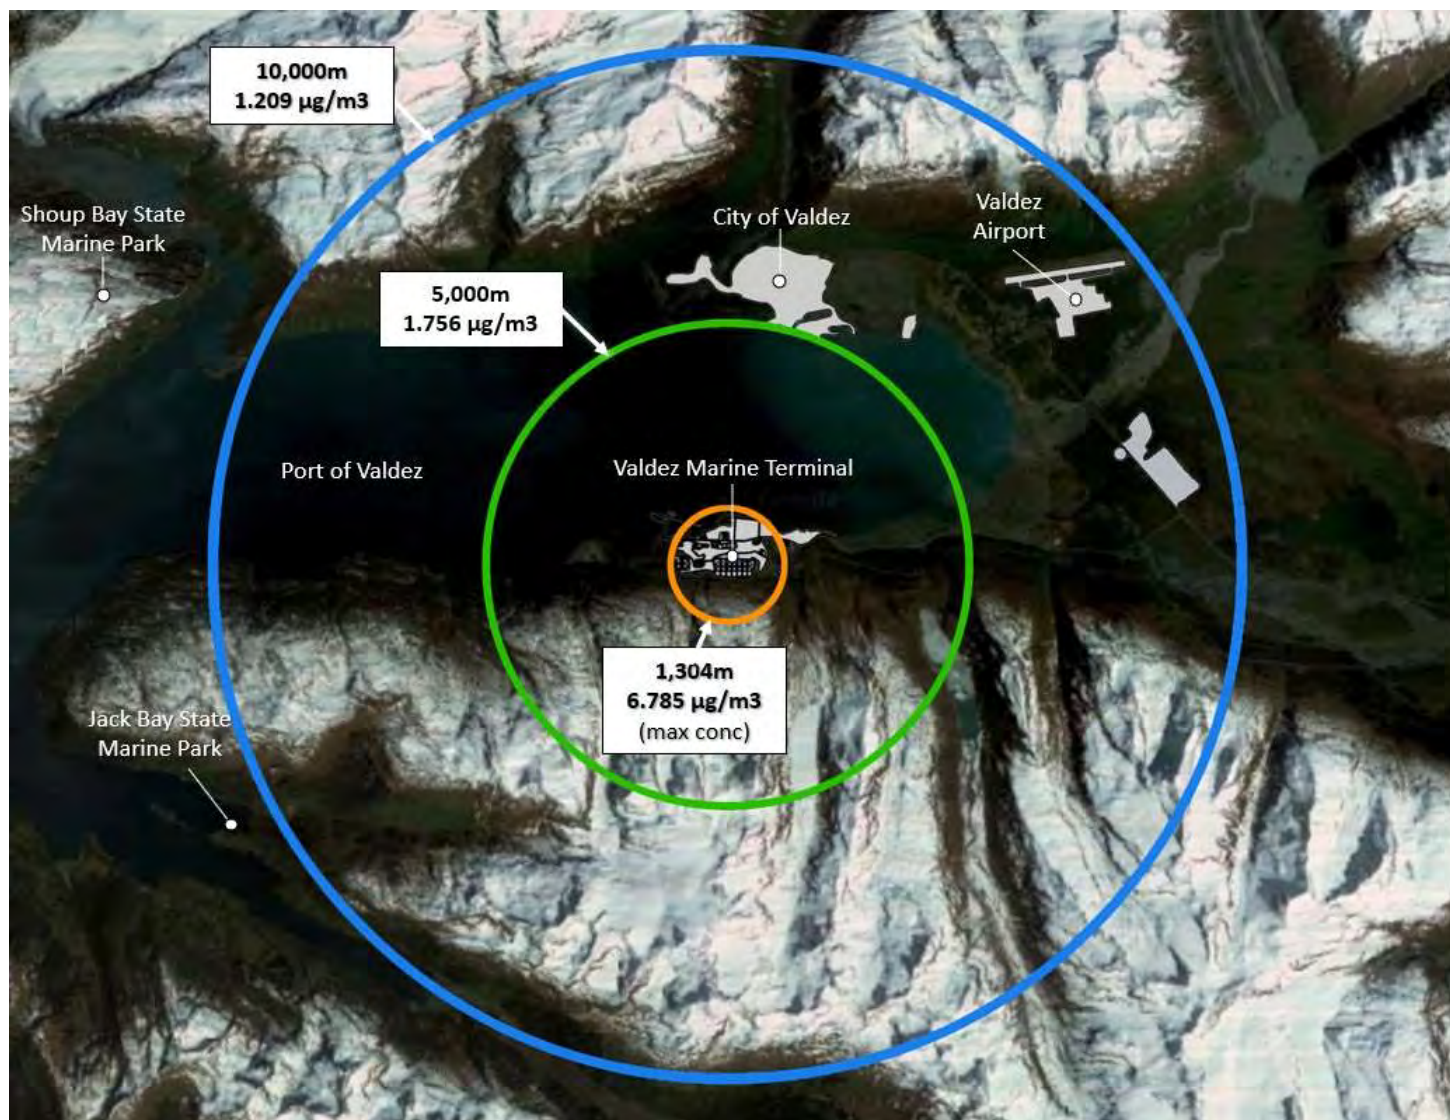 10,000m
1.209 µg/m3
Shoup Bay State
Marine Park
City of Valdez
Valdez
Airport
5,000m
1.756 µg/m3
Port of Valdez
Valdez Marine Terminal
1,304m
6.785 µg/m3
(max conc)
Jack Bay State
Marine Park